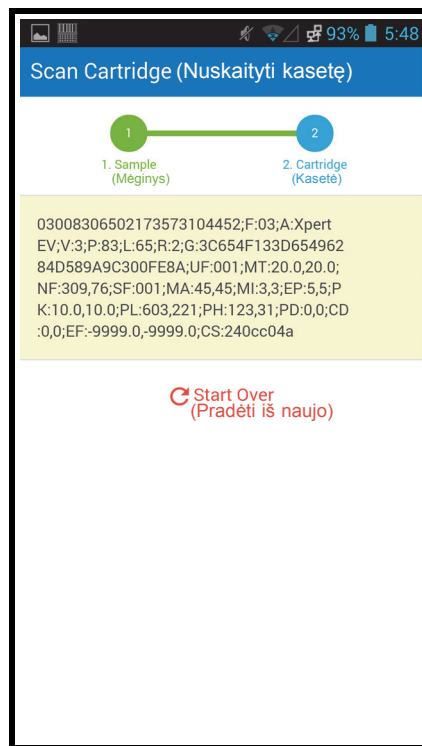 93% 5:48
Scan Cartridge (Nuskaityti kasetę)
1 2
1. Sample 2. Cartridge
(Mėginys) (Kasetė)
03008306502173573104452;F:03;A:Xpert
EV;V:3;P:83;L:65;R:2;G:3C654F133D654962
84D589A9C300FE8A;UF:001;MT:20.0,20.0;
NF:309,76;SF:001;MA:45,45;MI:3,3;EP:5,5;P
K:10.0,10.0;PL:603,221;PH:123,31;PD:0,0;CD
:0,0;EF:-9999.0,-9999.0;CS:240cc04a
Start Over
(Pradėti iš naujo)